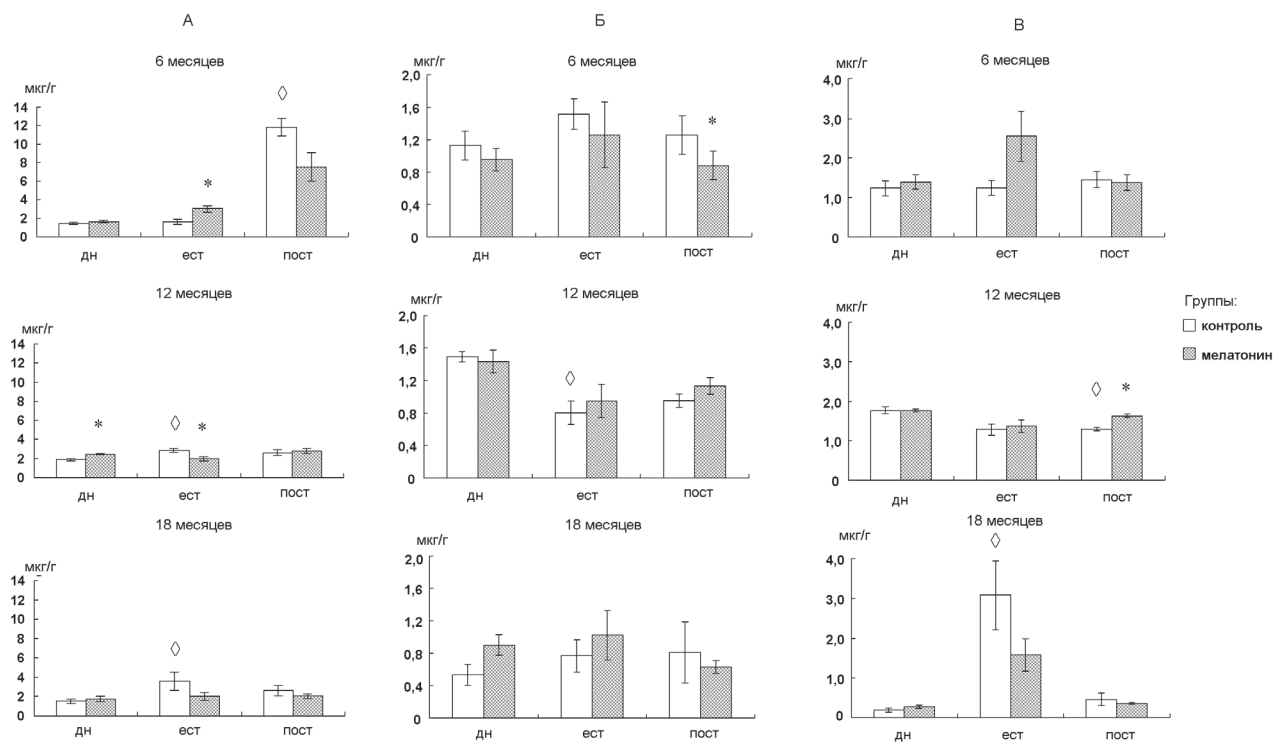 А
Б
В
6 месяцев
мкг/г
14
12
10
8
6
4
2
0
◊
*
дн ест пост
6 месяцев
мкг/г
2,0
1,6
1,2
0,8
0,4
0
*
дн ест пост
6 месяцев
мкг/г
4,0
3,0
2,0
1,0
0
дн ест пост
12 месяцев
мкг/г
14
12
10
8
6
4
2
0
*
◊
*
дн ест пост
12 месяцев
мкг/г
2,0
1,6
1,2
0,8
0,4
0
◊
дн ест пост
12 месяцев
мкг/г
4,0
3,0
2,0
1,0
0
◊ *
дн ест пост
Группы:
контроль
мелатонин
18 месяцев
мкг/г
14
12
10
8
6
4
2
0
◊
дн ест пост
18 месяцев
мкг/г
2,0
1,6
1,2
0,8
0,4
0
дн ест пост
18 месяцев
мкг/г
4,0
3,0
2,0
1,0
0
◊
дн ест пост